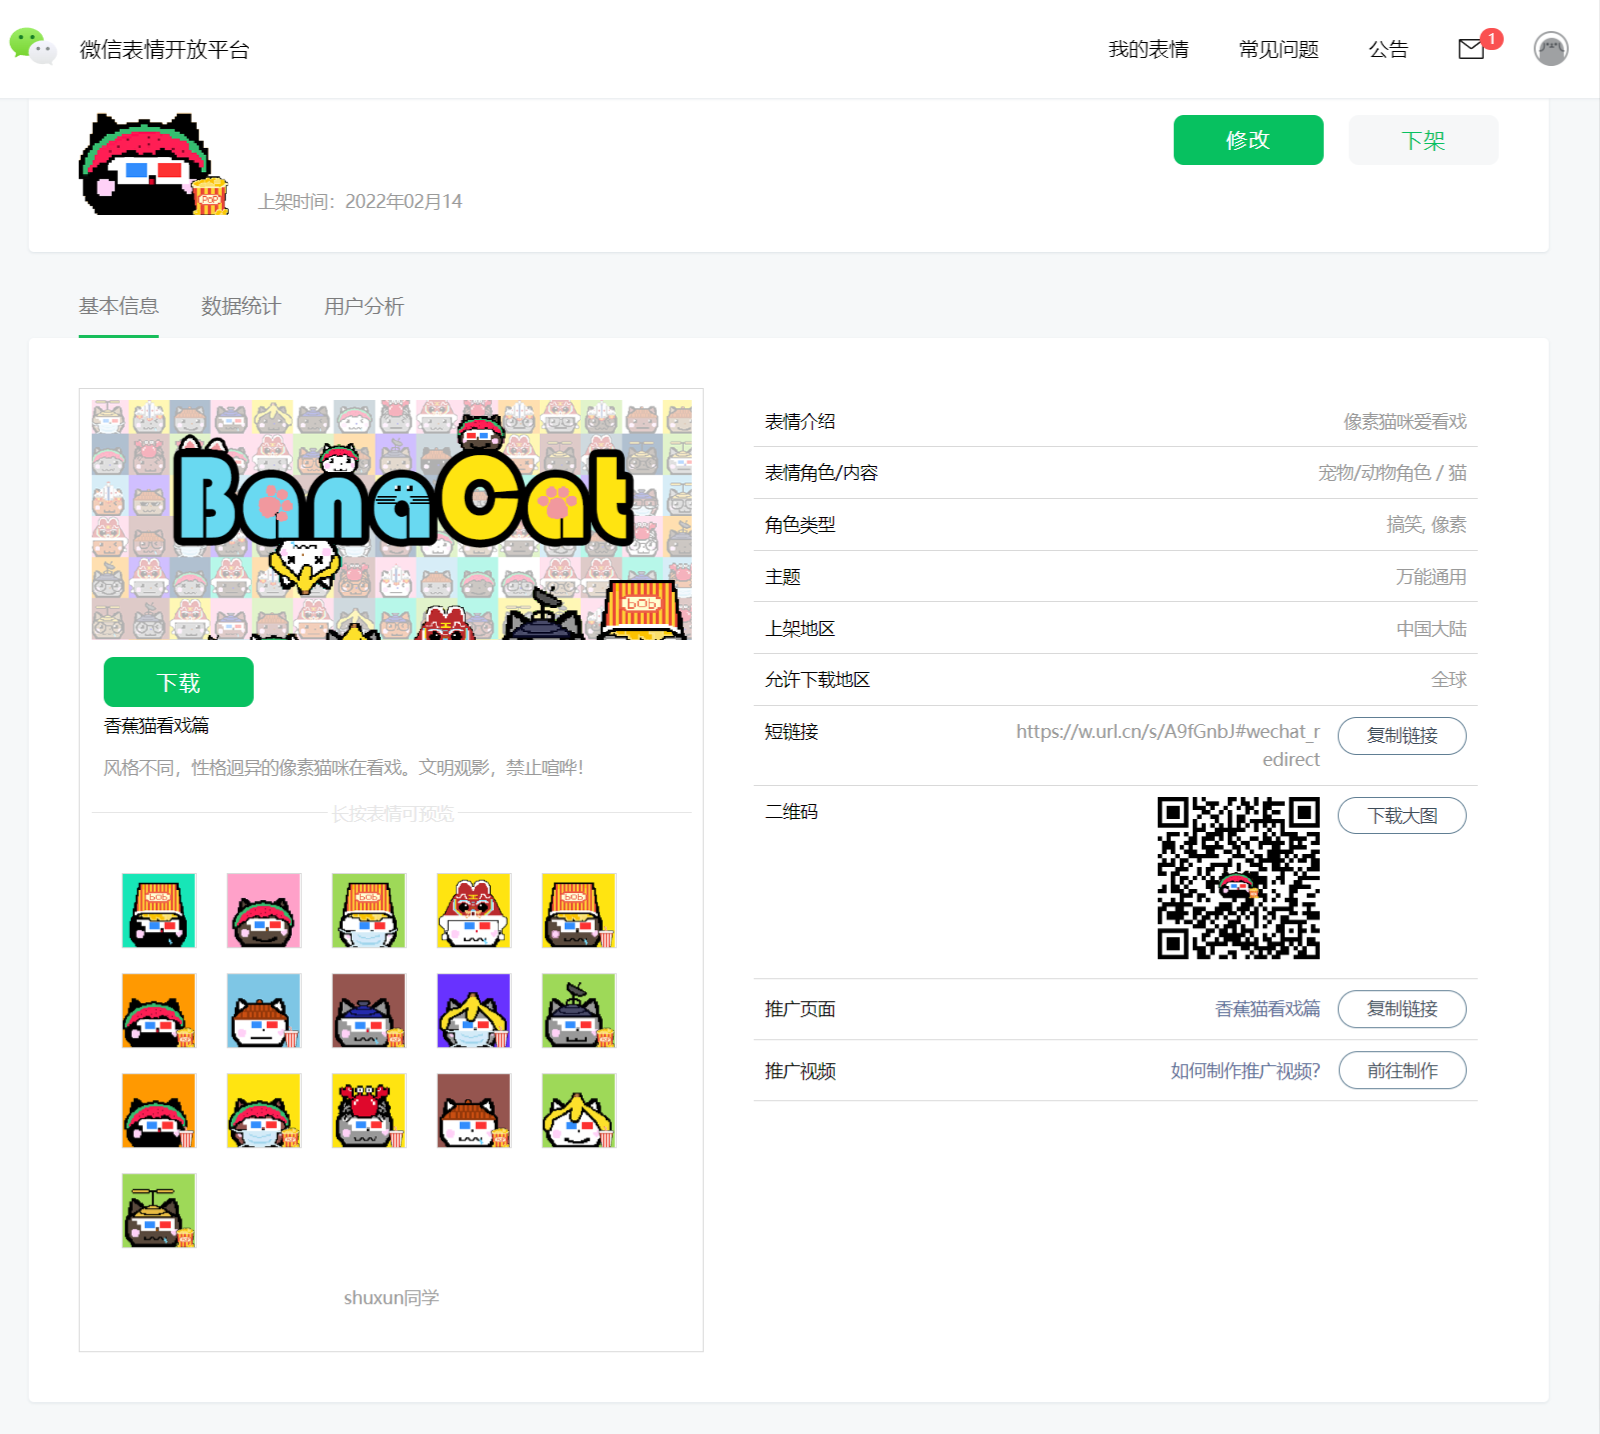 微信表情开放平台
我的表情
常见问题
公告
1
修改
下架
POP
上架时间：2022年02月14
基本信息
数据统计
用户分析
BanaCat
bob
下载
香蕉猫看戏篇
风格不同，性格迥异的像素猫咪在看戏。文明观影，禁止喧哗！
长按表情可预览
bob
bob
bob
shuxun同学
表情介绍
像素猫咪爱看戏
表情角色/内容
宠物/动物角色 / 猫
角色类型
搞笑, 像素
主题
万能通用
上架地区
中国大陆
允许下载地区
全球
短链接
https://w.url.cn/s/A9fGnbJ#wechat_r
edirect
复制链接
二维码
下载大图
推广页面
香蕉猫看戏篇
复制链接
推广视频
如何制作推广视频?
前往制作